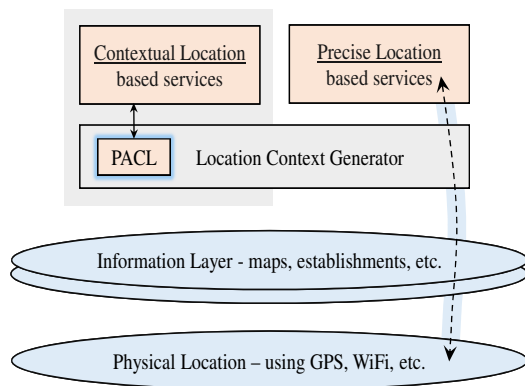 Contextual Location
based services
Precise Location
based services
PACL
Location Context Generator
Information Layer - maps, establishments, etc.
Physical Location – using GPS, WiFi, etc.